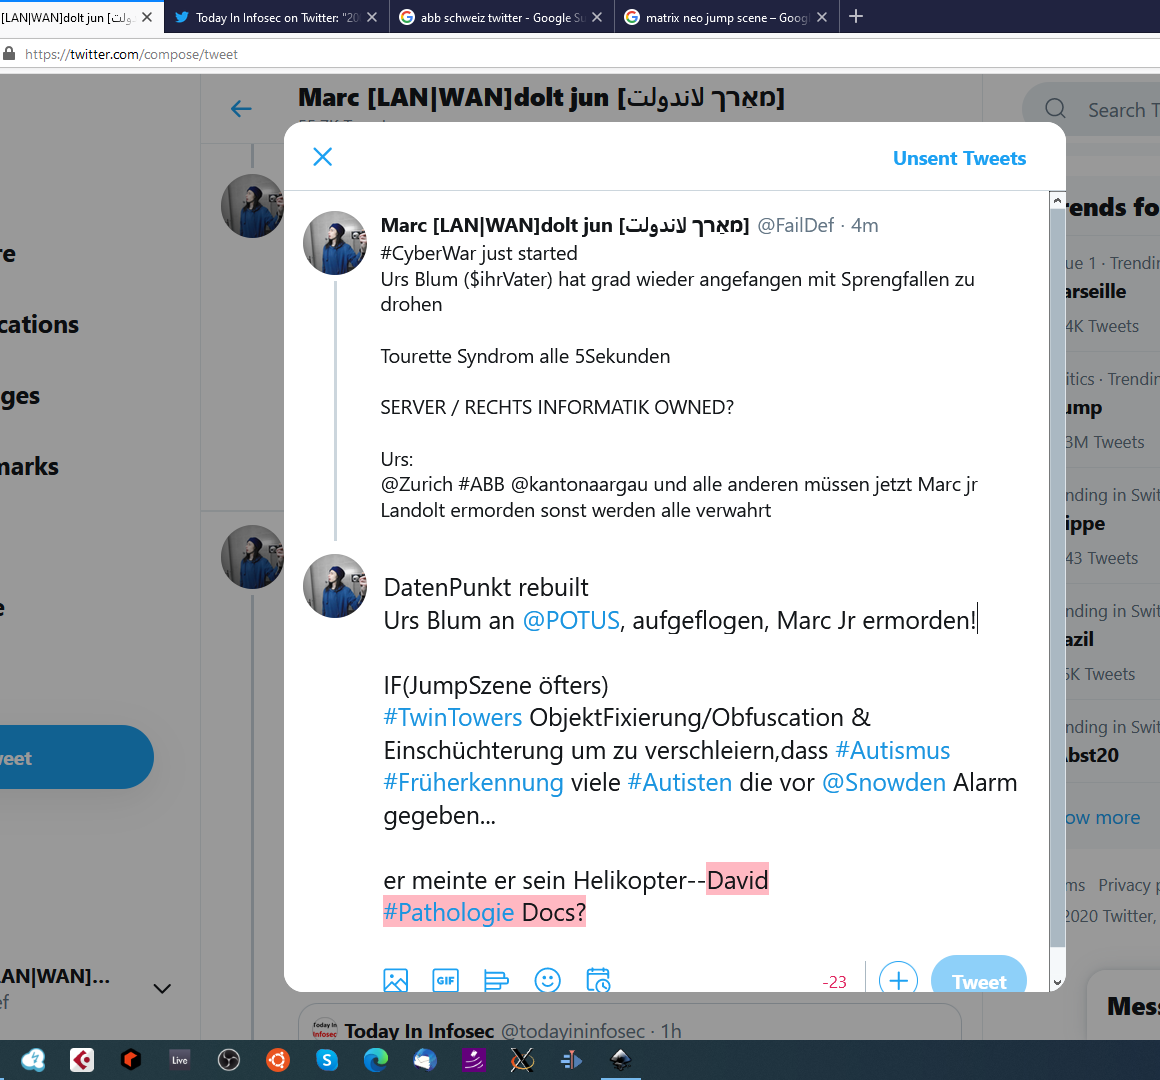 [LAN|WAN]dolt jun
Today In Infosec on Twitter: "20
abb schweiz twitter - Google Su
matrix neo jump scene – Goog
https://twitter.com/compose/tweet
Marc [LAN|WAN]dolt jun [מאַרך לاندولت]
Search T
Unsent Tweets
Marc [LAN|WAN]dolt jun [מאַרך לاندولت] @FailDef · 4m
#CyberWar just started
Urs Blum ($ihrVater) hat grad wieder angefangen mit Sprengfallen zu
drohen
Tourette Syndrom alle 5Sekunden
SERVER / RECHTS INFORMATIK OWNED?
Urs:
@Zurich #ABB @kantonaargau und alle anderen müssen jetzt Marc jr
Landolt ermorden sonst werden alle verwahrt
DatenPunkt rebuilt
Urs Blum an @POTUS, aufgeflogen, Marc Jr ermorden!
IF(JumpSzene öfters)
#TwinTowers ObjektFixierung/Obfuscation &
Einschüchterung um zu verschleiern,dass #Autismus
#Früherkennung viele #Autisten die vor @Snowden Alarm
gegeben...
er meinte er sein Helikopter--David
#Pathologie Docs?
GIF
-23
Tweet
Today In Infosec @todayininfosec · 1h
re
cations
ges
marks
e
eet
AN|WAN]...
ef
rends fo
ue 1 · Trendin
arseille
4K Tweets
itics · Trendin
ump
3M Tweets
nding in Swit
ippe
43 Tweets
nding in Swit
azil
5K Tweets
nding in Swit
Abst20
ow more
ms Privacy p
2020 Twitter,
Mes
Live